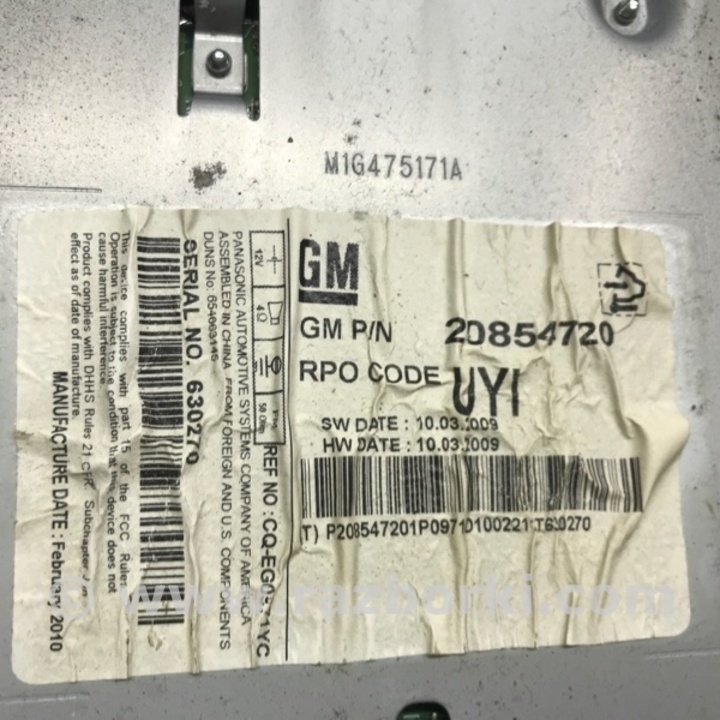 M1G475171A
GM
GM P/N 20854720
RPO CODE UYI
SW DATE : 10.03.2009
HW DATE : 10.03.2009
(T) P208547201P0971D100221
12V
4Ω
REF NO :CQ-EG0971YC
PANASONIC AUTOMOTIVE SYSTEMS COMPANY OF AMERICA
ASSEMBLED IN CHINA FROM FOREIGN AND U.S. COMPONENTS
DUNS No:
SERIAL NO. 630270
This device complies with part 15 of the FCC Rules
Operation is subject to the condition that this device does not
cause harmful interference.
Product complies with DHHS Rules 21 CFR Subchapter J in
effect as of date of manufacture.
MANUFACTURE DATE : February 2010
© www.razborki.com